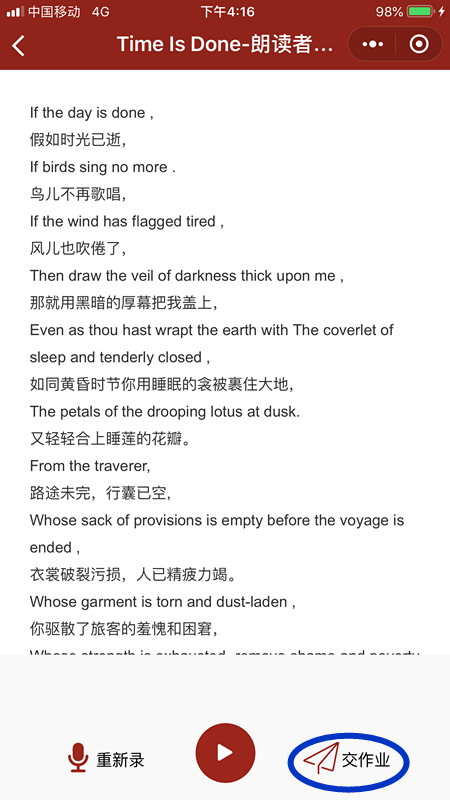 中国移动 4G 下午4:16 98%
Time Is Done-朗读者...
If the day is done ,
假如时光已逝,
If birds sing no more .
鸟儿不再歌唱,
If the wind has flagged tired ,
风儿也吹倦了,
Then draw the veil of darkness thick upon me ,
那就用黑暗的厚幕把我盖上,
Even as thou hast wrapt the earth with The coverlet of
sleep and tenderly closed ,
如同黄昏时节你用睡眠的衾被裹住大地,
The petals of the drooping lotus at dusk.
又轻轻合上睡莲的花瓣。
From the traverer,
路途未完，行囊已空,
Whose sack of provisions is empty before the voyage is
ended ,
衣裳破裂污损，人已精疲力竭。
Whose garment is torn and dust-laden ,
你驱散了旅客的羞愧和困窘,
Whose strength is exhausted, remove shame and poverty
重新录
交作业